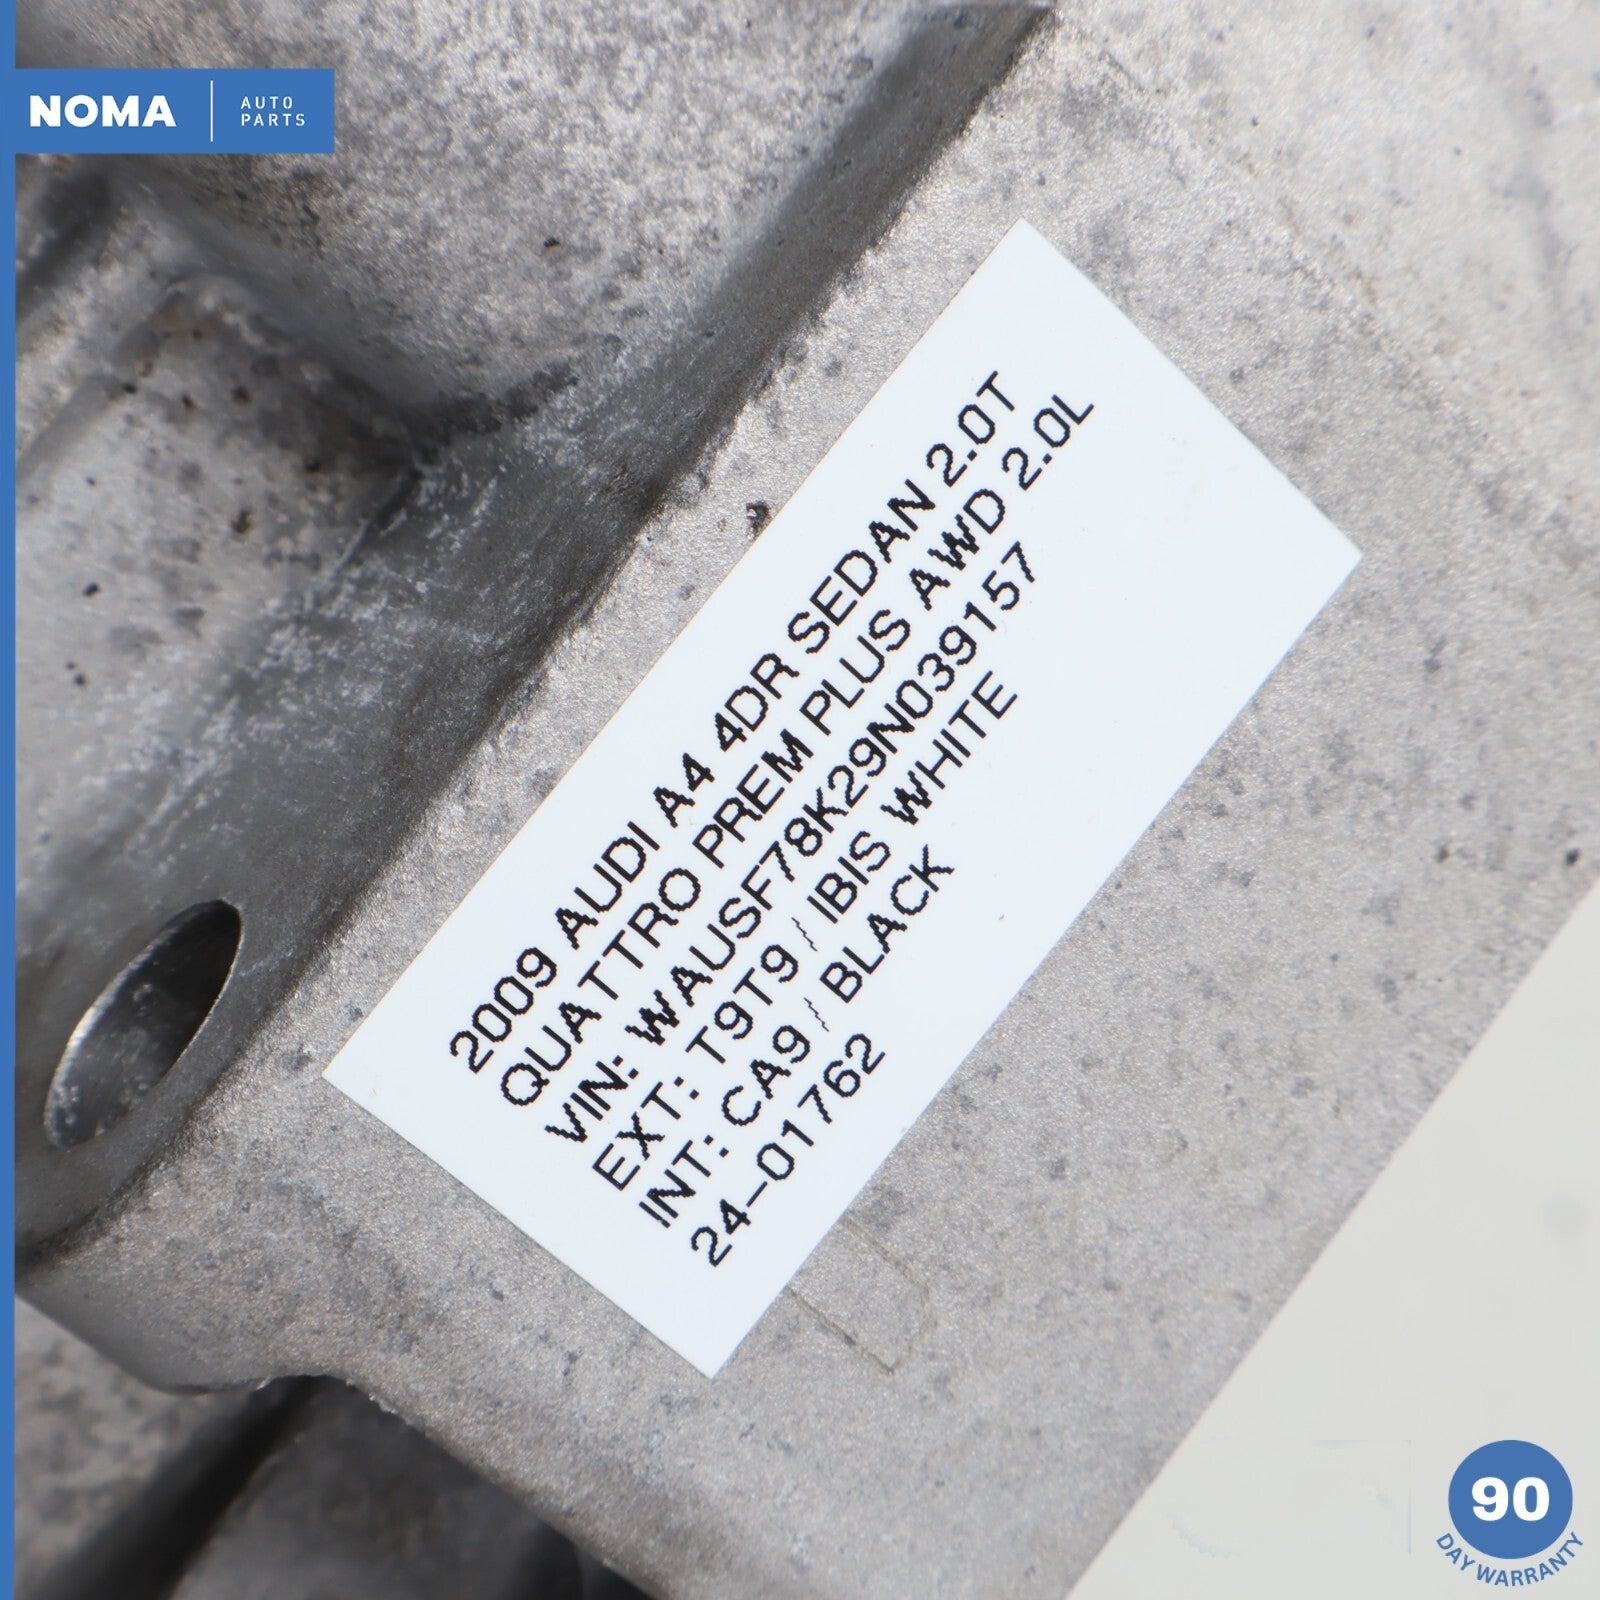 NOMA
AUTO
PARTS
2009 AUDI A4 4DR SEDAN 2.0T
QUATTRO PREM PLUS AWD 2.0L
VIN: WAUSF78K29N039157
EXT: T9T9 / IBIS WHITE
INT: CA9 / BLACK
24-01762
90
DAY WARRANTY